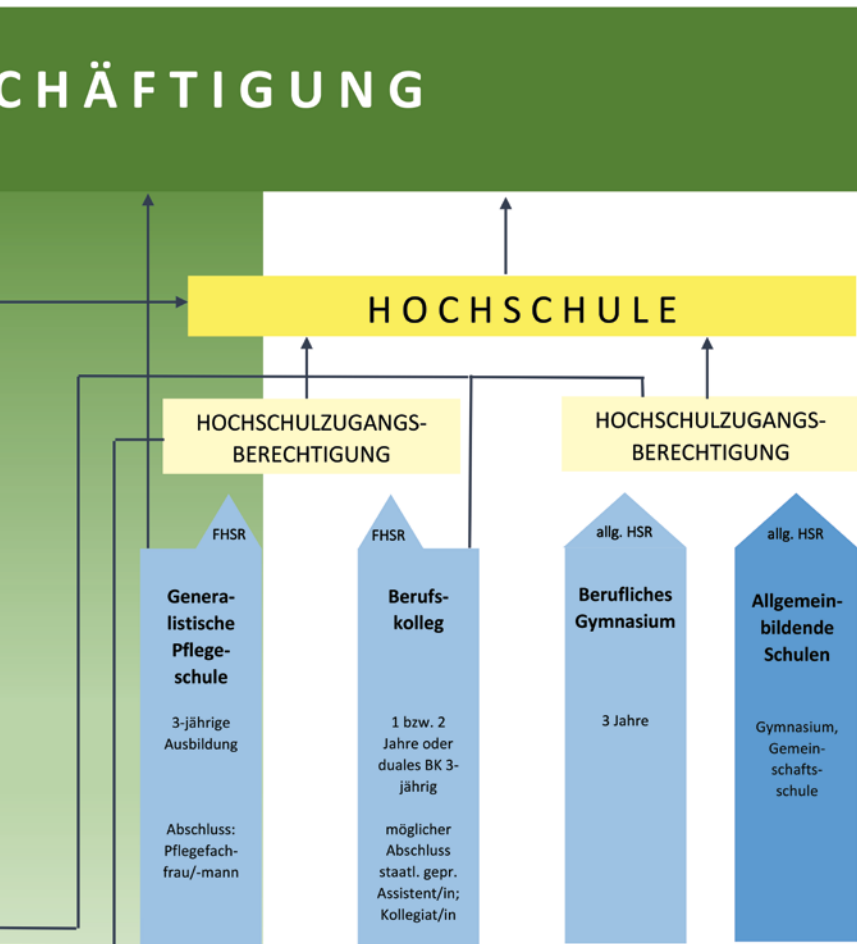 CHÄFTIGUNG
HOCHSCHULE
HOCHSCHULZUGANGS-
BERECHTIGUNG
HOCHSCHULZUGANGS-
BERECHTIGUNG
FHSR
Genera-
listische
Pflege-
schule
3-jährige
Ausbildung
Abschluss:
Pflegefach-
frau/-mann
FHSR
Berufs-
kolleg
1 bzw. 2
Jahre oder
duales BK 3-
jährig
möglicher
Abschluss
staatl. gepr.
Assistent/in;
Kollegiat/in
allg. HSR
Berufliches
Gymnasium
3 Jahre
allg. HSR
Allgemein-
bildende
Schulen
Gymnasium,
Gemein-
schafts-
schule